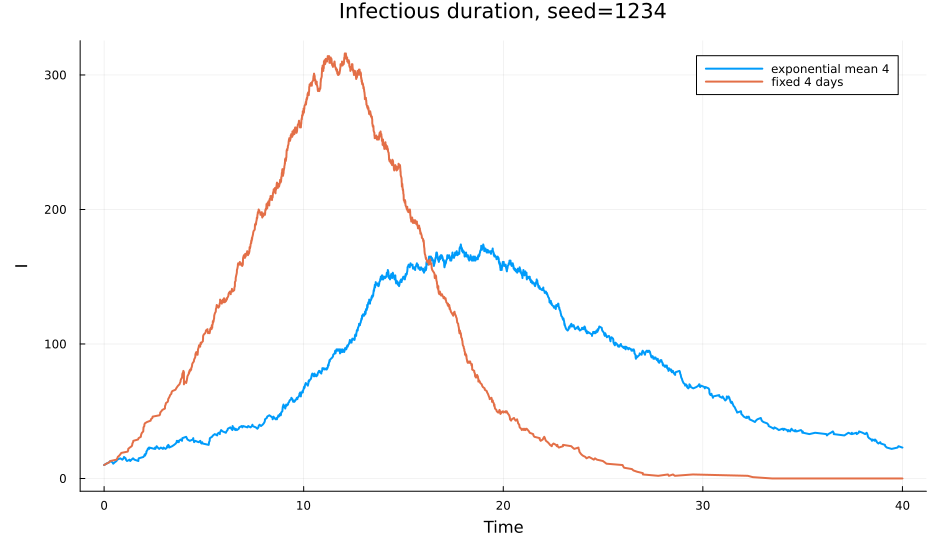 Infectious duration, seed=1234
exponential mean 4
fixed 4 days
300
200
100
0
I
0 10 20 30 40
Time